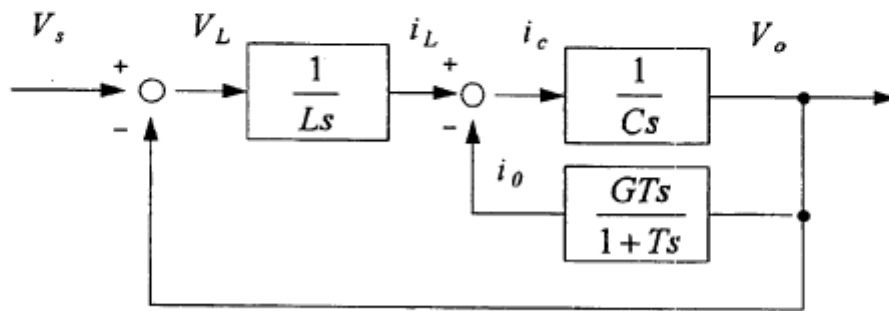 V_s
V_L
i_L
i_c
V_o
+
−
1
Ls
+
−
1
Cs
i_0
GTs
1 + Ts